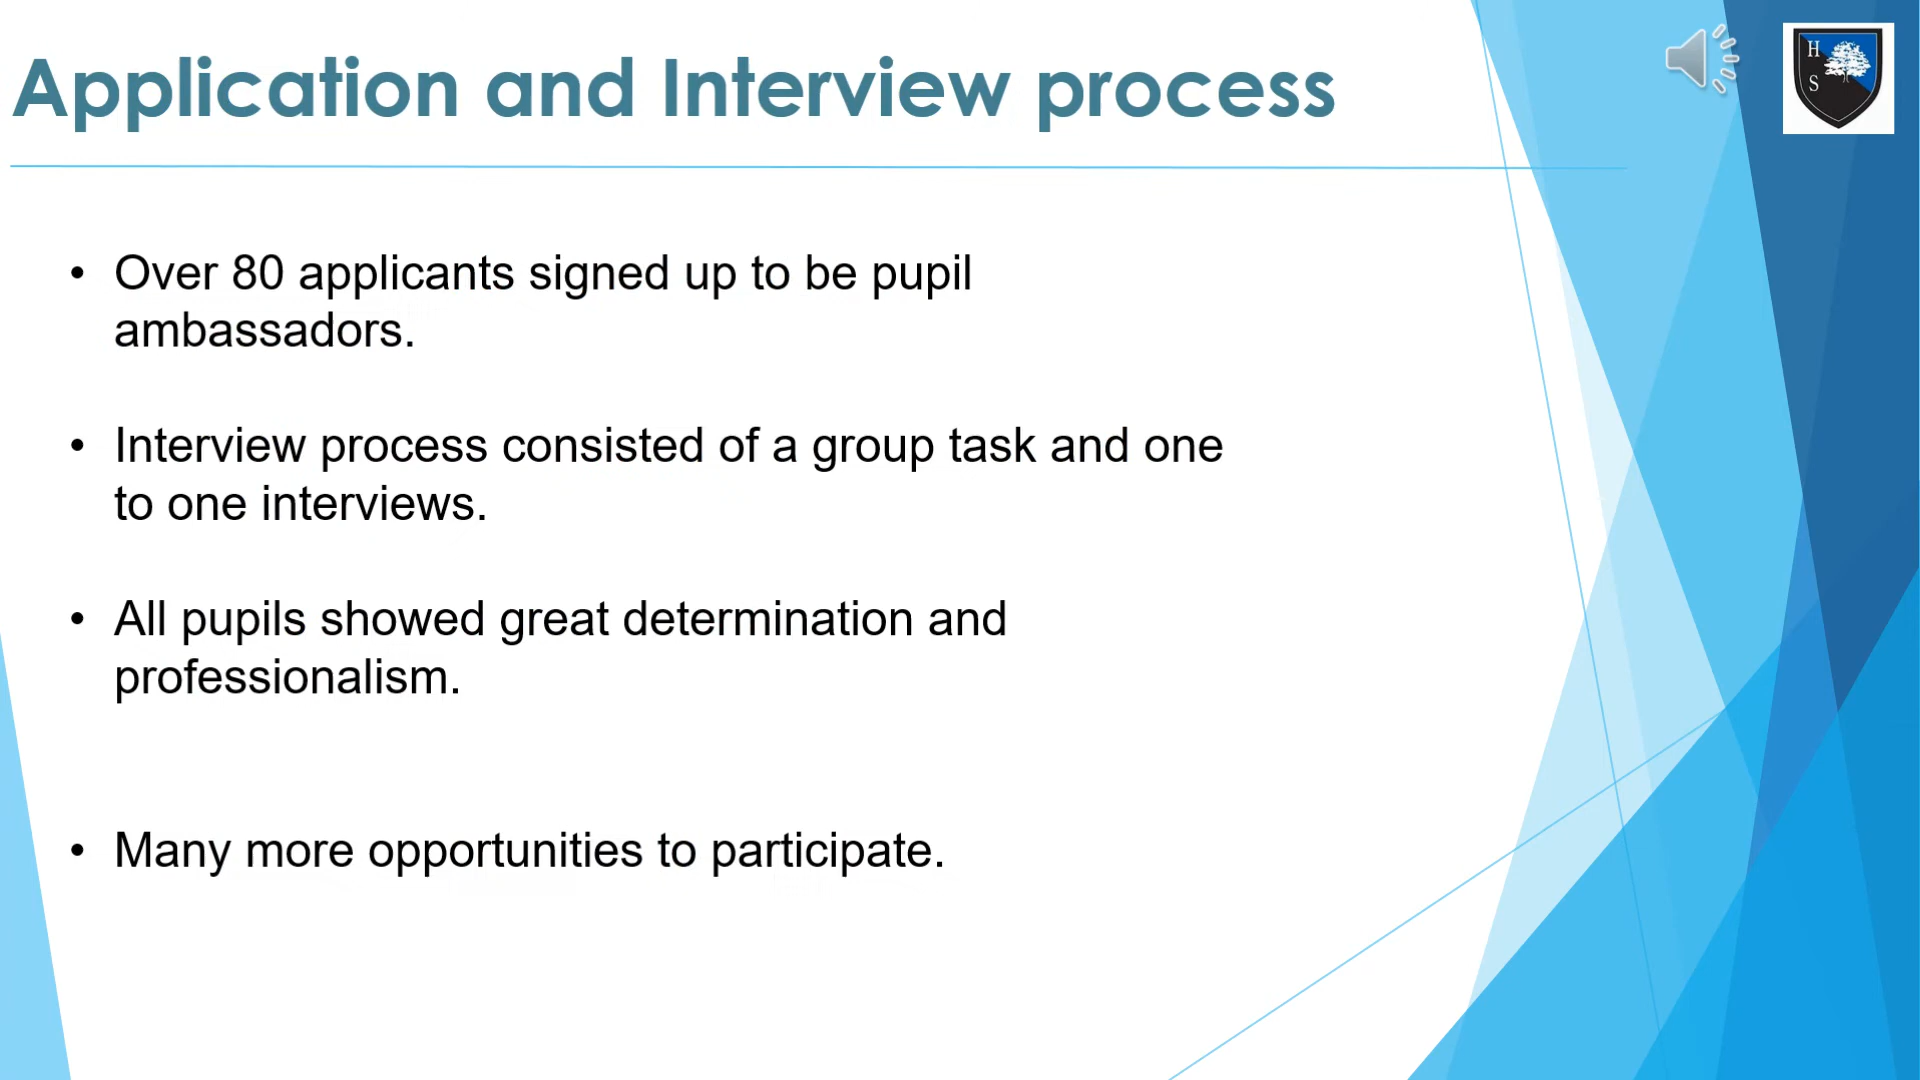 Application and Interview process
H
S
• Over 80 applicants signed up to be pupil
ambassadors.
• Interview process consisted of a group task and one
to one interviews.
• All pupils showed great determination and
professionalism.
• Many more opportunities to participate.